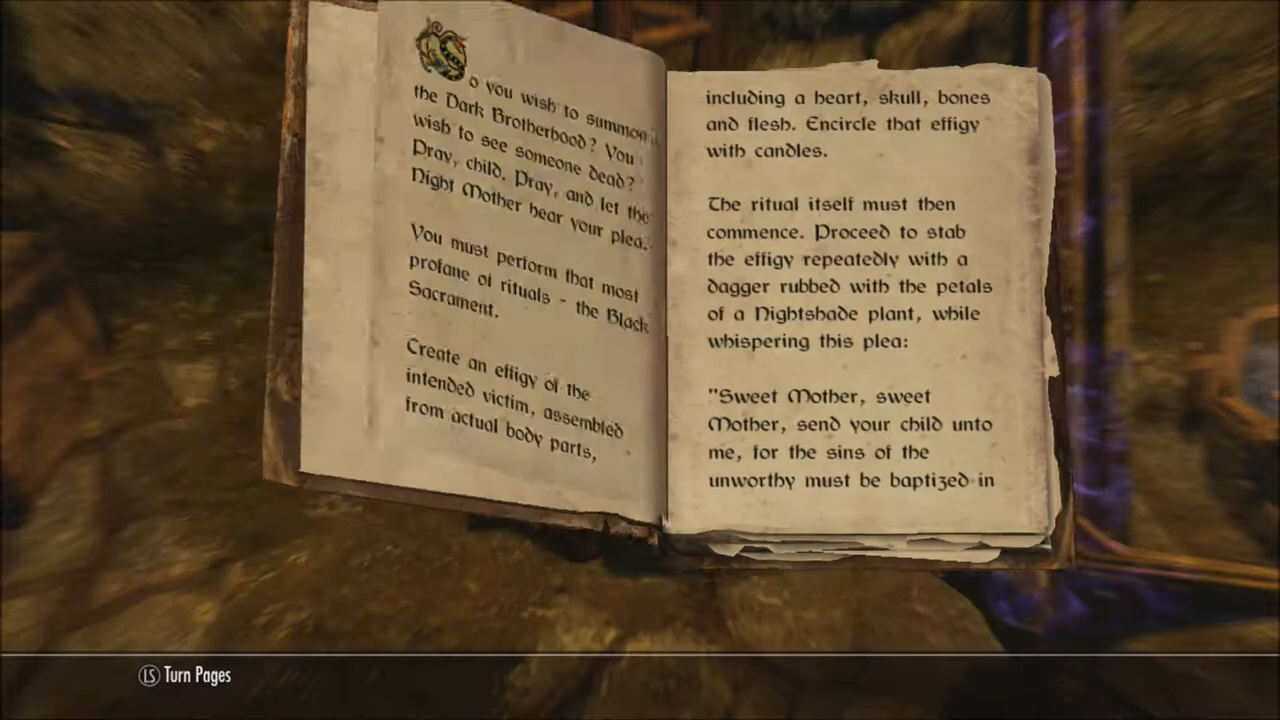 Do you wish to summon
the Dark Brotherhood? You
wish to see someone dead?
Pray, child. Pray, and let the
Night Mother hear your plea.
You must perform that most
profane of rituals - the Black
Sacrament.
Create an effigy of the
intended victim, assembled
from actual body parts,
including a heart, skull, bones
and flesh. Encircle that effigy
with candles.
The ritual itself must then
commence. Proceed to stab
the effigy repeatedly with a
dagger rubbed with the petals
of a Nightshade plant, while
whispering this plea:
"Sweet Mother, sweet
Mother, send your child unto
me, for the sins of the
unworthy must be baptized in
LS Turn Pages